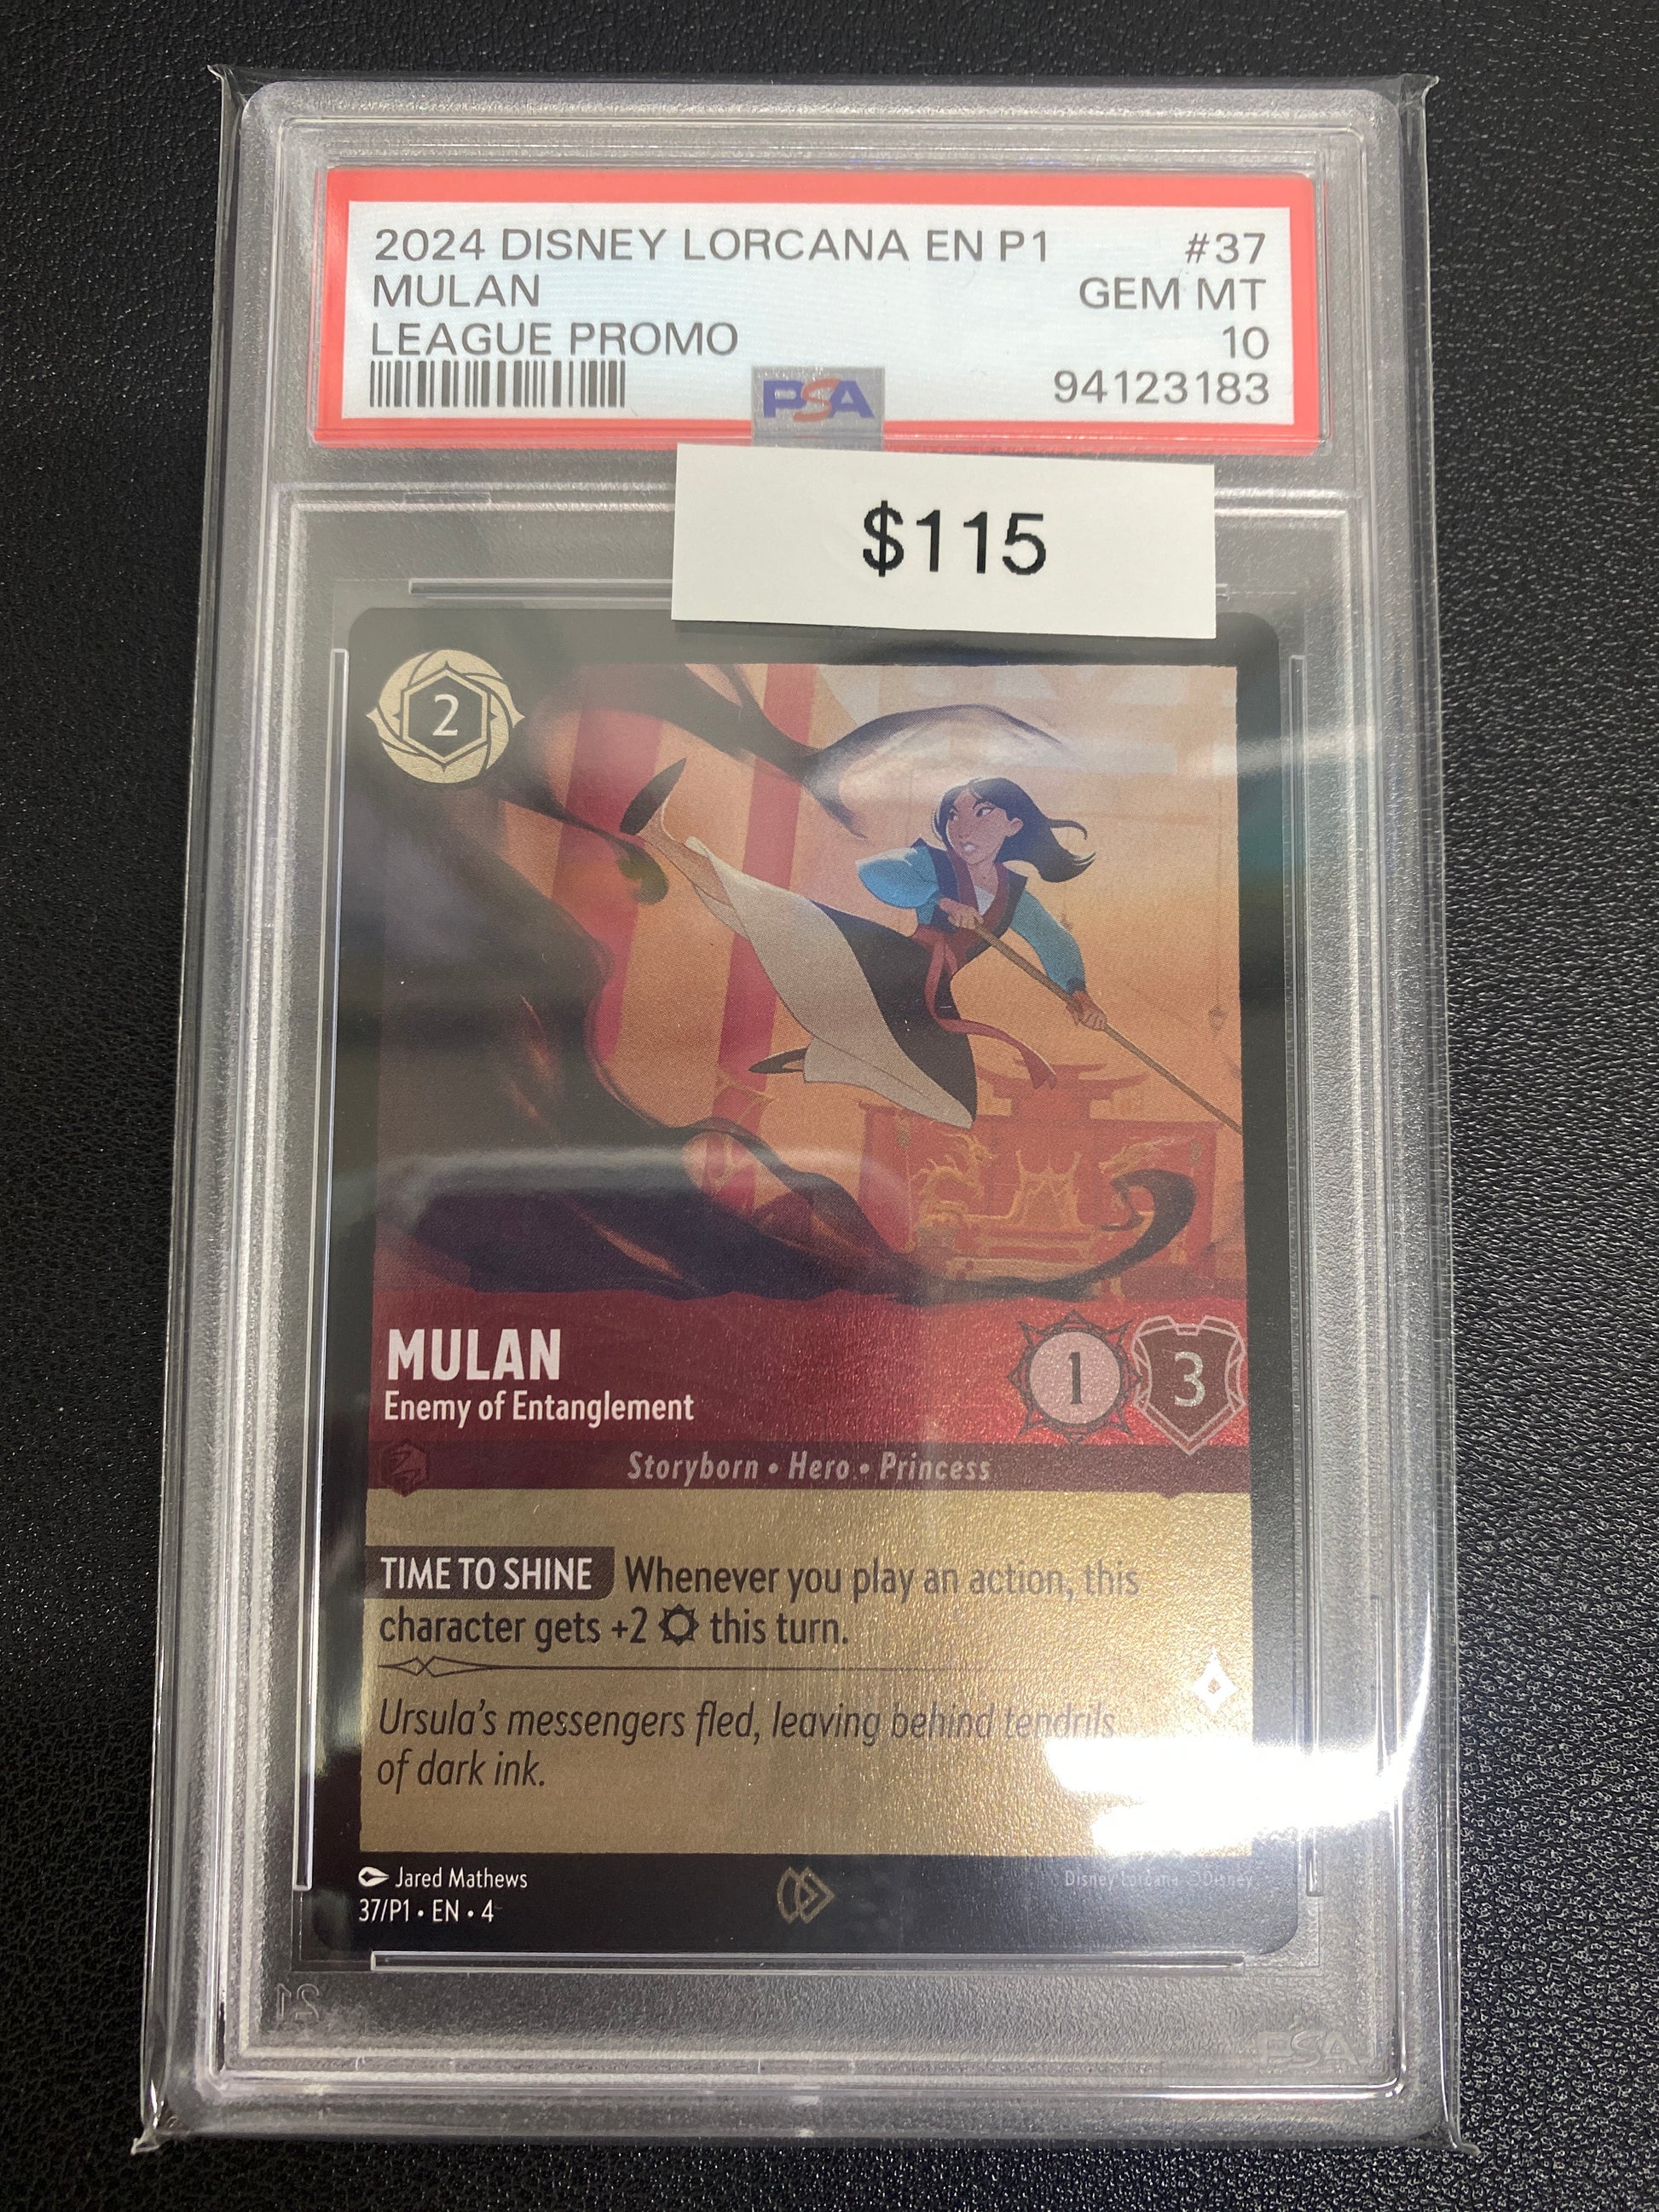 2024 DISNEY LORCANA EN P1 #37
MULAN GEM MT
LEAGUE PROMO 10
94123183
PSA
$115
2
MULAN
Enemy of Entanglement
1 3
Storyborn • Hero • Princess
TIME TO SHINE Whenever you play an action, this
character gets +2 this turn.
Ursula's messengers fled, leaving behind tendrils
of dark ink.
Jared Mathews
Disney Lorcana ©Disney
37/P1 • EN • 4
PSA